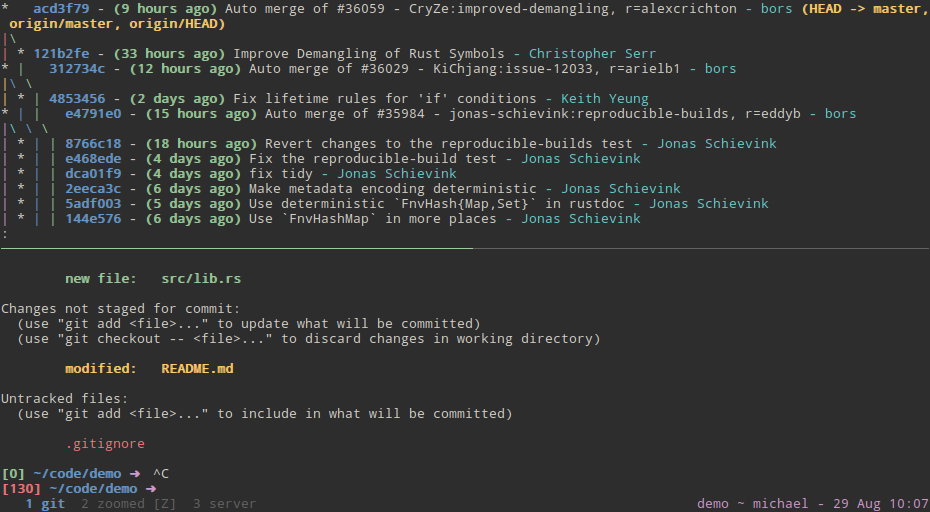 *   acd3f79 - (9 hours ago) Auto merge of #36059 - CryZe:improved-demangling, r=alexcrichton - bors (HEAD -> master,
 origin/master, origin/HEAD)
|\
| * 121b2fe - (33 hours ago) Improve Demangling of Rust Symbols - Christopher Serr
* |   312734c - (12 hours ago) Auto merge of #36029 - KiChjang:issue-12033, r=arielb1 - bors
|\ \
| * | 4853456 - (2 days ago) Fix lifetime rules for 'if' conditions - Keith Yeung
* | |   e4791e0 - (15 hours ago) Auto merge of #35984 - jonas-schievink:reproducible-builds, r=eddyb - bors
|\ \ \
| * | | 8766c18 - (18 hours ago) Revert changes to the reproducible-builds test - Jonas Schievink
| * | | e468ede - (4 days ago) Fix the reproducible-build test - Jonas Schievink
| * | | dca01f9 - (4 days ago) fix tidy - Jonas Schievink
| * | | 2eeca3c - (6 days ago) Make metadata encoding deterministic - Jonas Schievink
| * | | 5adf003 - (5 days ago) Use deterministic `FnvHash{Map,Set}` in rustdoc - Jonas Schievink
| * | | 144e576 - (6 days ago) Use `FnvHashMap` in more places - Jonas Schievink
:
        new file:   src/lib.rs
Changes not staged for commit:
  (use "git add <file>..." to update what will be committed)
  (use "git checkout -- <file>..." to discard changes in working directory)
        modified:   README.md
Untracked files:
  (use "git add <file>..." to include in what will be committed)
        .gitignore
[0] ~/code/demo ➜  ^C
[130] ~/code/demo ➜
   1 git  2 zoomed [Z]  3 server demo ~ michael - 29 Aug 10:07